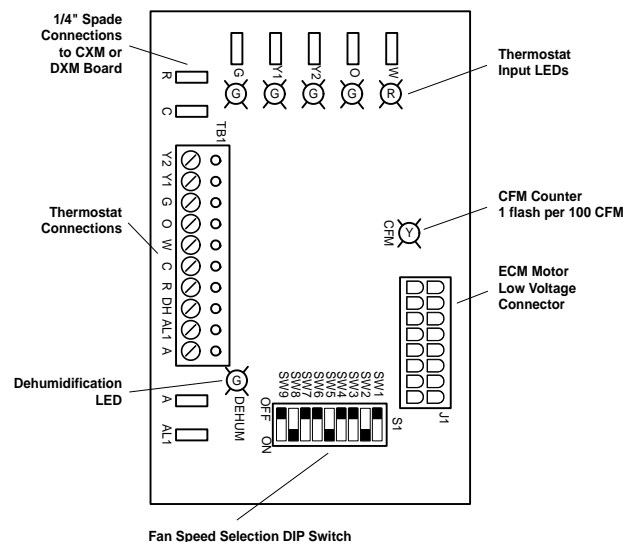 1/4" Spade
Connections
to CXM or
DXM Board
G
Y1
Y2
O
W
G
G
G
G
R
Thermostat
Input LEDs
R
C
TB1
Y2
Y1
G
O
W
C
R
DH
AL1
A
Thermostat
Connections
CFM
Y
CFM Counter
1 flash per 100 CFM
ECM Motor
Low Voltage
Connector
J1
Dehumidification
LED
G
DEHUM
A
AL1
SW9
SW8
SW7
SW6
SW5
SW4
SW3
SW2
SW1
OFF
ON
S1
Fan Speed Selection DIP Switch